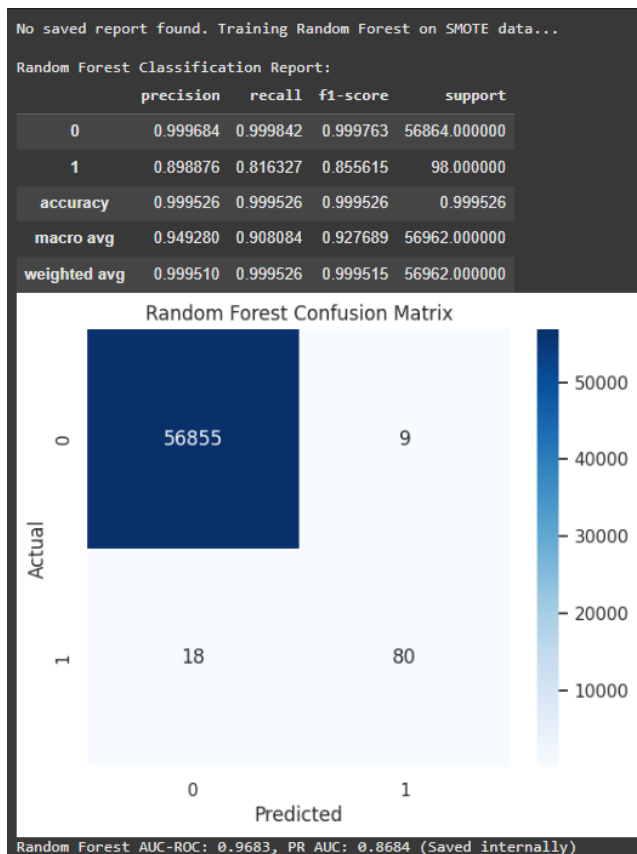 No saved report found. Training Random Forest on SMOTE data...
Random Forest Classification Report:
precision recall f1-score support
0 0.999684 0.999842 0.999763 56864.000000
1 0.898876 0.816327 0.855615 98.000000
accuracy 0.999526 0.999526 0.999526 0.999526
macro avg 0.949280 0.908084 0.927689 56962.000000
weighted avg 0.999510 0.999526 0.999515 56962.000000
Random Forest Confusion Matrix
50000
0 56855 9
40000
30000
Actual
20000
1 18 80
10000
0 1
Predicted
Random Forest AUC-ROC: 0.9683, PR AUC: 0.8684 (Saved internally)